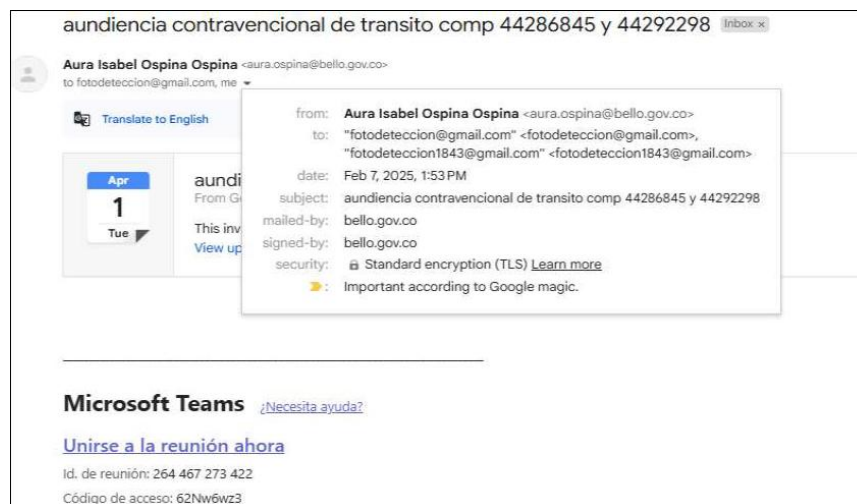 aundiencia contravencional de transito comp 44286845 y 44292298 Inbox x
Aura Isabel Ospina Ospina <aura.ospina@bello.gov.co>
to fotodeteccion@gmail.com, me
Translate to English
from: Aura Isabel Ospina Ospina <aura.ospina@bello.gov.co>
to: "fotodeteccion@gmail.com" <fotodeteccion@gmail.com>,
"fotodeteccion1843@gmail.com" <fotodeteccion1843@gmail.com>
date: Feb 7, 2025, 1:53 PM
subject: aundiencia contravencional de transito comp 44286845 y 44292298
mailed-by: bello.gov.co
signed-by: bello.gov.co
security: Standard encryption (TLS) Learn more
: Important according to Google magic.
Apr
1
Tue
aundi
From G
This inv
View up
Microsoft Teams ¿Necesita ayuda?
Unirse a la reunión ahora
Id. de reunión: 264 467 273 422
Código de acceso: 62Nw6wz3